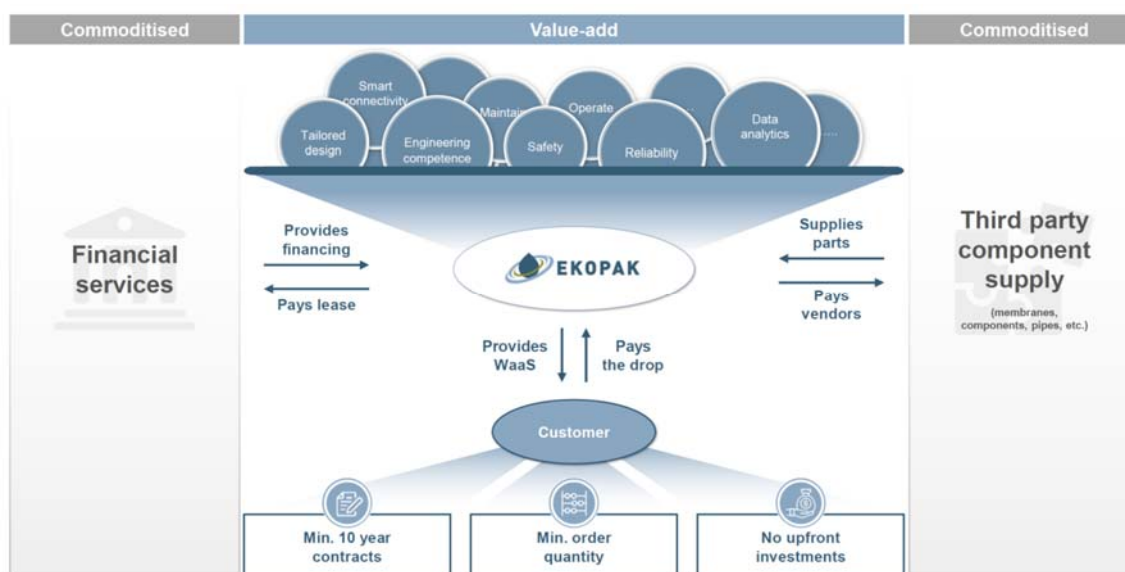 Commoditised
Value-add
Commoditised
Smart
connectivity
Maintain
Operate
...
Data
analytics
....
Tailored
design
Engineering
competence
Safety
Reliability
Financial
services
Provides
financing
Pays lease
EKOPAK
Supplies
parts
Pays
vendors
Third party
component
supply
(membranes,
components, pipes, etc.)
Provides
WaaS
Pays
the drop
Customer
Min. 10 year
contracts
Min. order
quantity
No upfront
investments